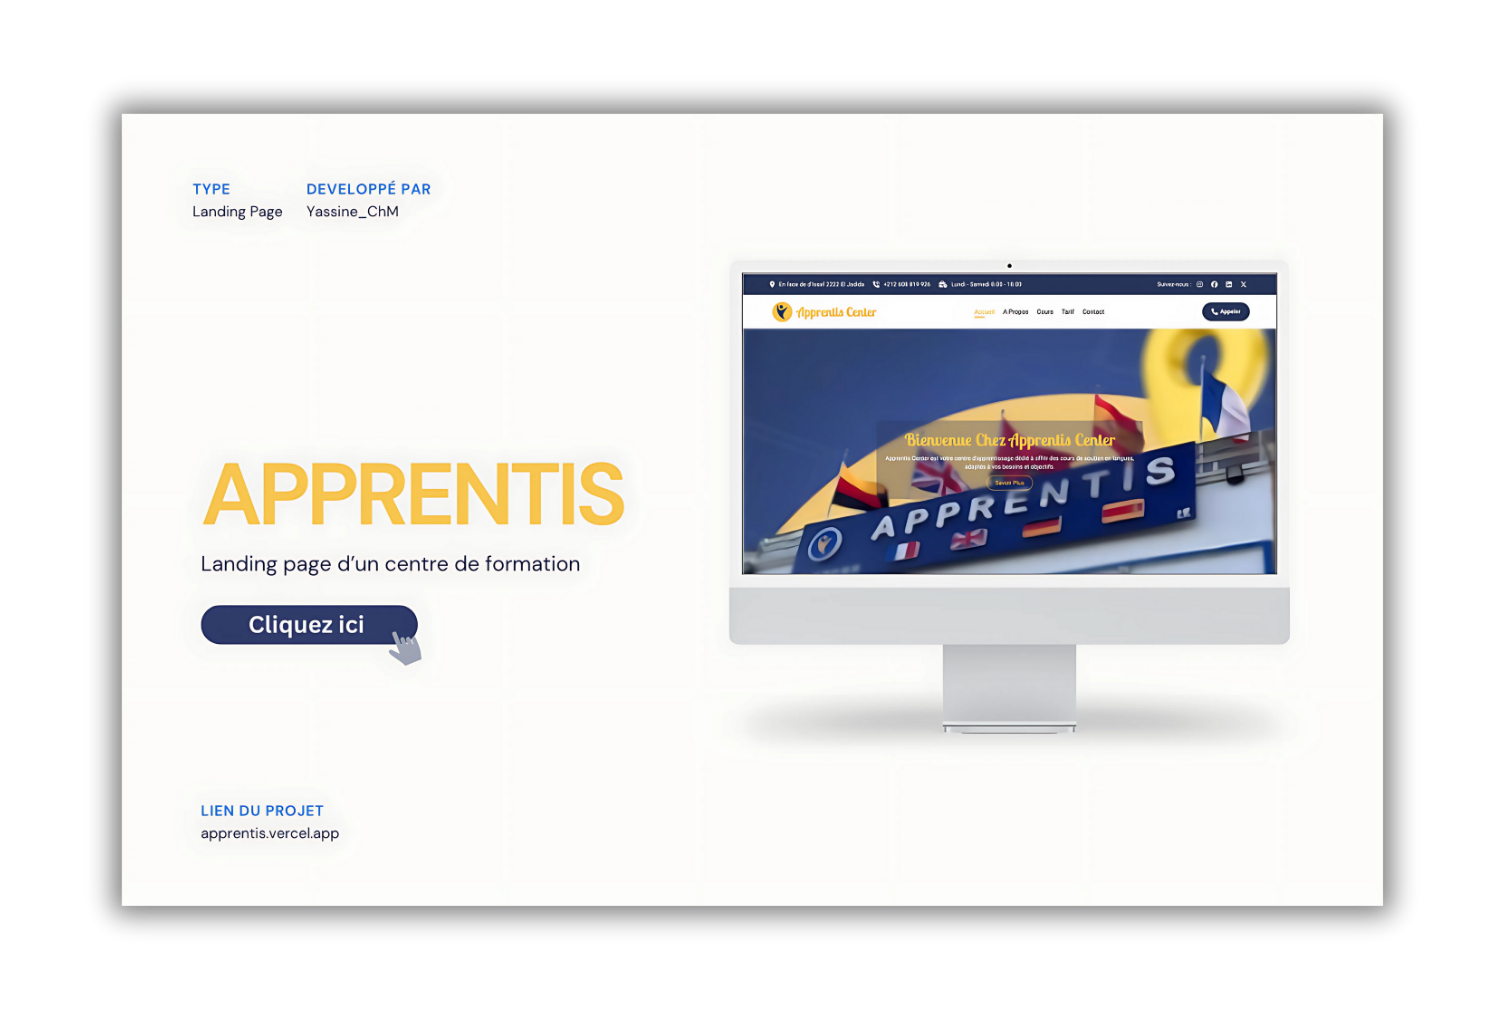 TYPE
Landing Page
DEVELOPPÉ PAR
Yassine_ChM
APPRENTIS
Landing page d'un centre de formation
Cliquez ici
LIEN DU PROJET
apprentis.vercel.app
En face de d'Issal 2222 El Jadida
+212 608 819 926
Lundi - Samedi 8:00 - 18:00
Suivez-nous :
Apprentis Center
Accueil
A Propos
Cours
Tarif
Contact
Appeler
Bienvenue Chez Apprentis Center
Apprentis Center est votre centre d'apprentissage dédié à offrir des cours de soutien en langues,
adaptés à vos besoins et objectifs.
Savoir Plus
APPRENTIS